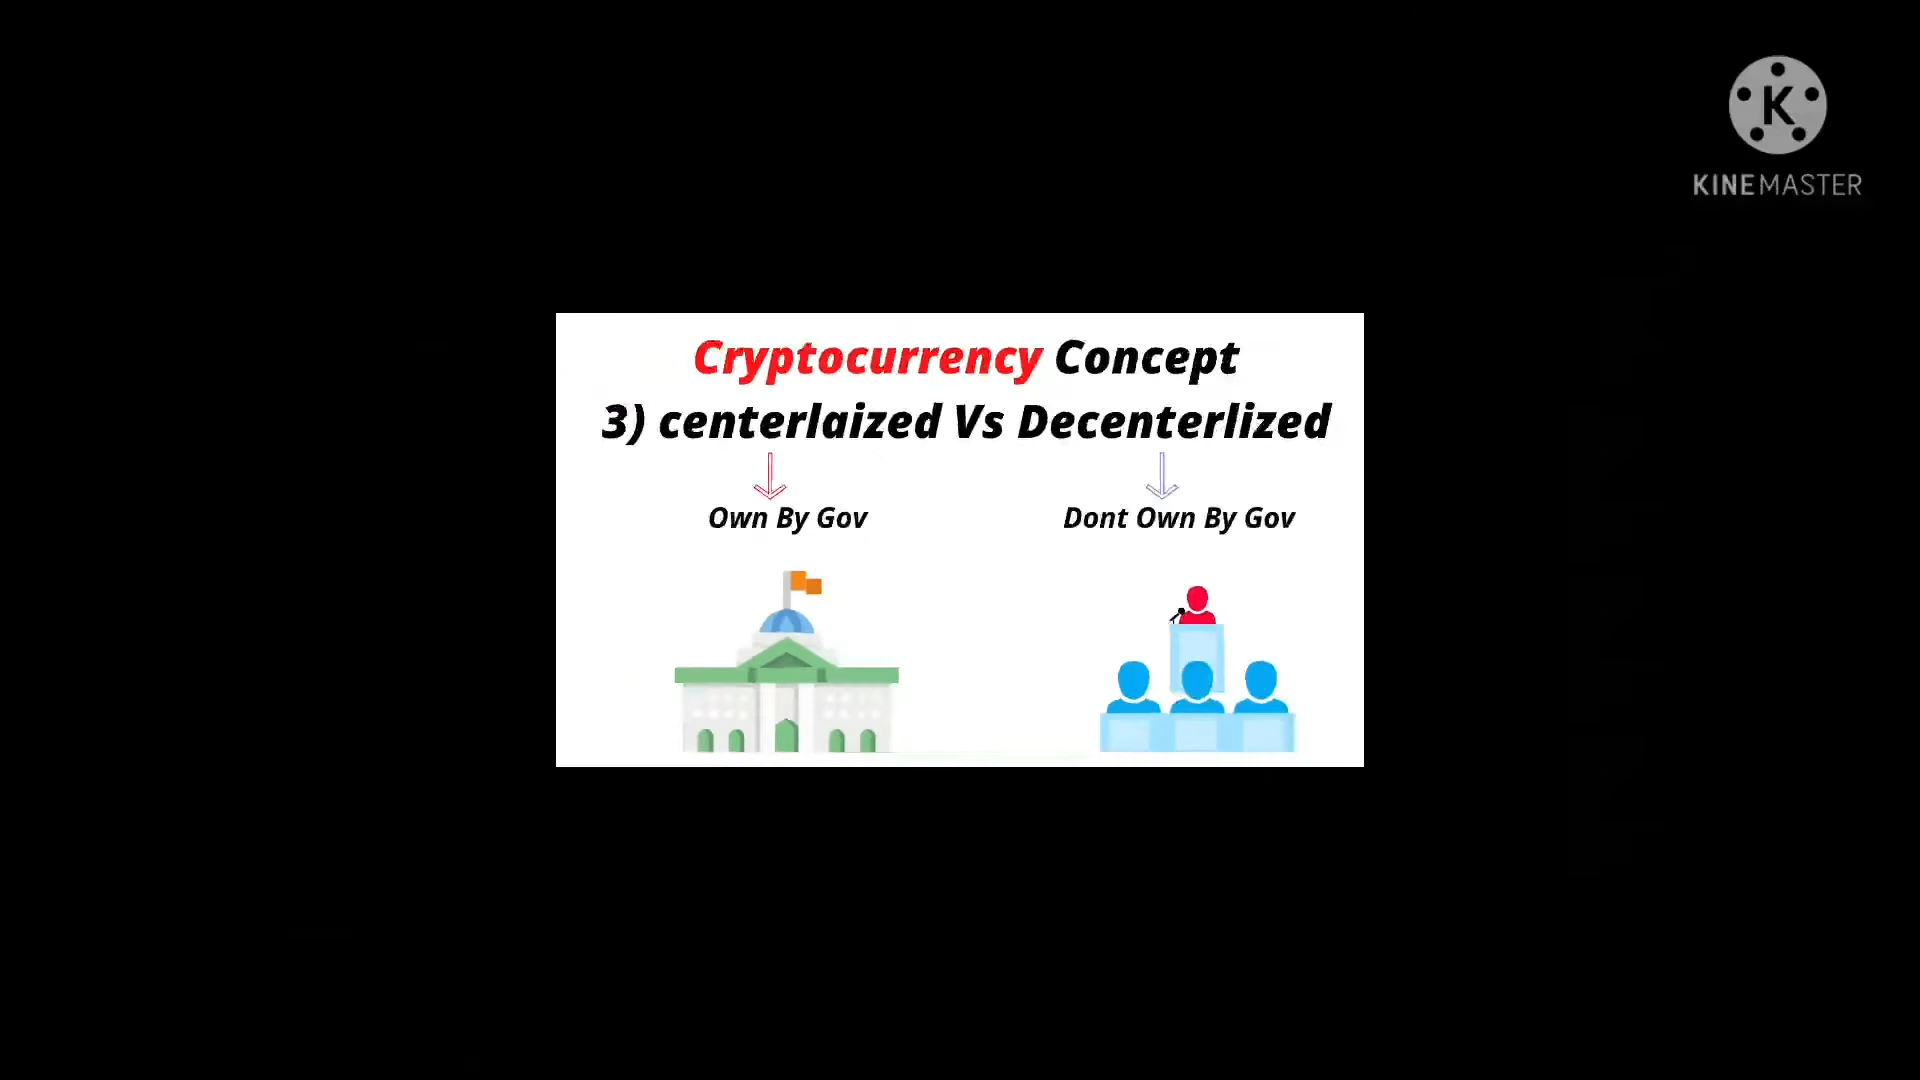 K
KINEMASTER
Cryptocurrency Concept
3) centerlaized Vs Decenterlized
Own By Gov
Dont Own By Gov